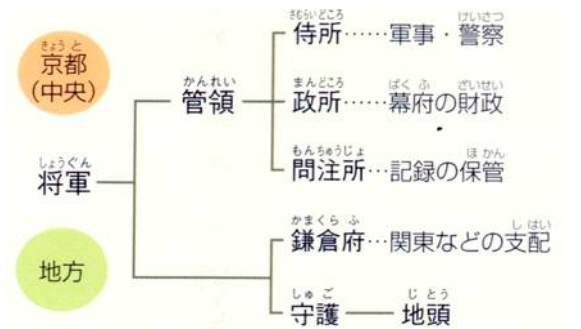 さむらいどころ
侍所……軍事・警察
けいさつ
きょうと
京都
(中央)
かんれい
管領
まんどころ
政所……幕府の財政
ばくふ ざいせい
もんちゅうじょ
問注所…記録の保管
ほかん
しょうぐん
将軍
かまくらふ
鎌倉府…関東などの支配
しはい
地方
しゅご
守護
じとう
地頭